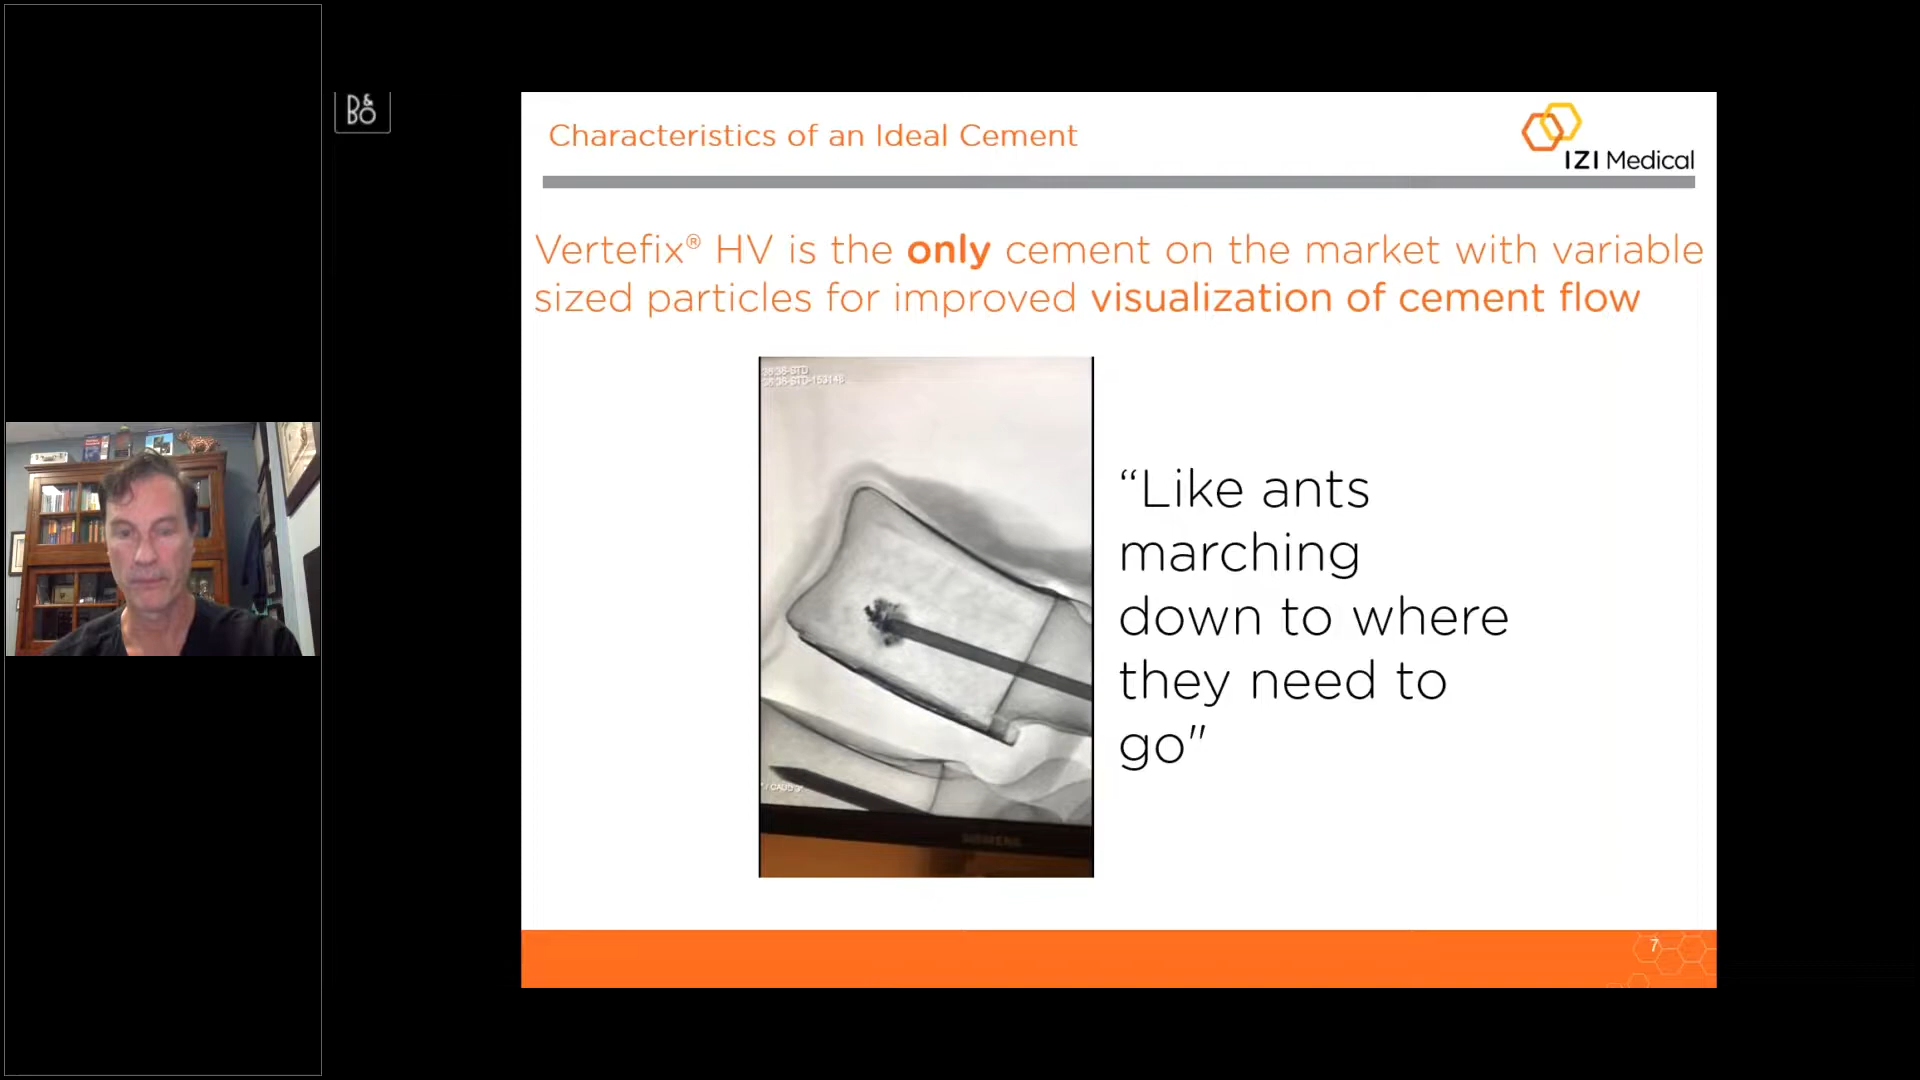 B&O
Characteristics of an Ideal Cement
IZI Medical
Vertefix® HV is the only cement on the market with variable
sized particles for improved visualization of cement flow
“Like ants
marching
down to where
they need to
go"
SIEMENS
7